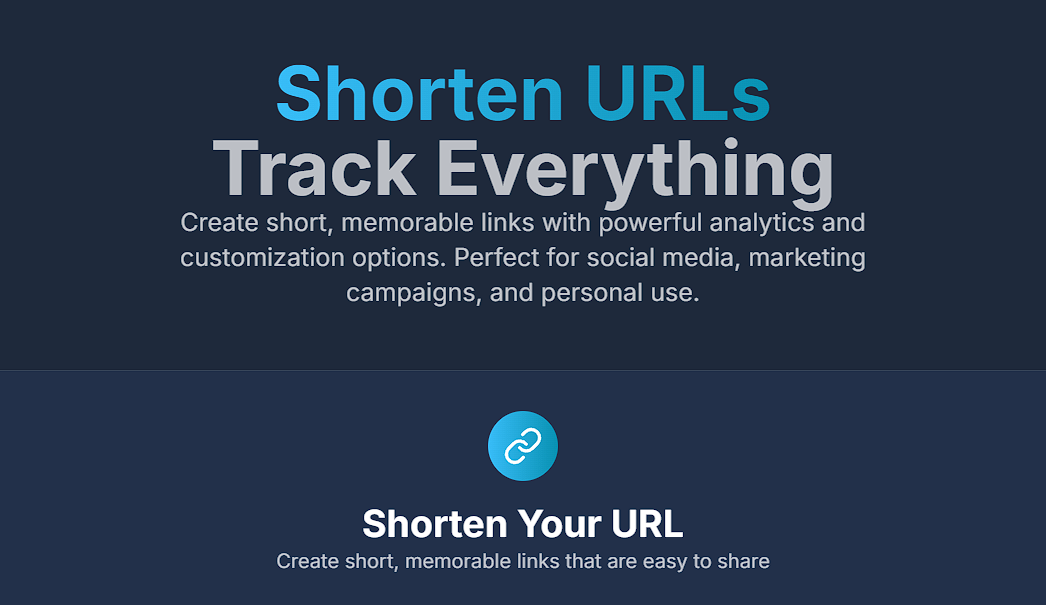 Shorten URLs
Track Everything
Create short, memorable links with powerful analytics and
customization options. Perfect for social media, marketing
campaigns, and personal use.
Shorten Your URL
Create short, memorable links that are easy to share